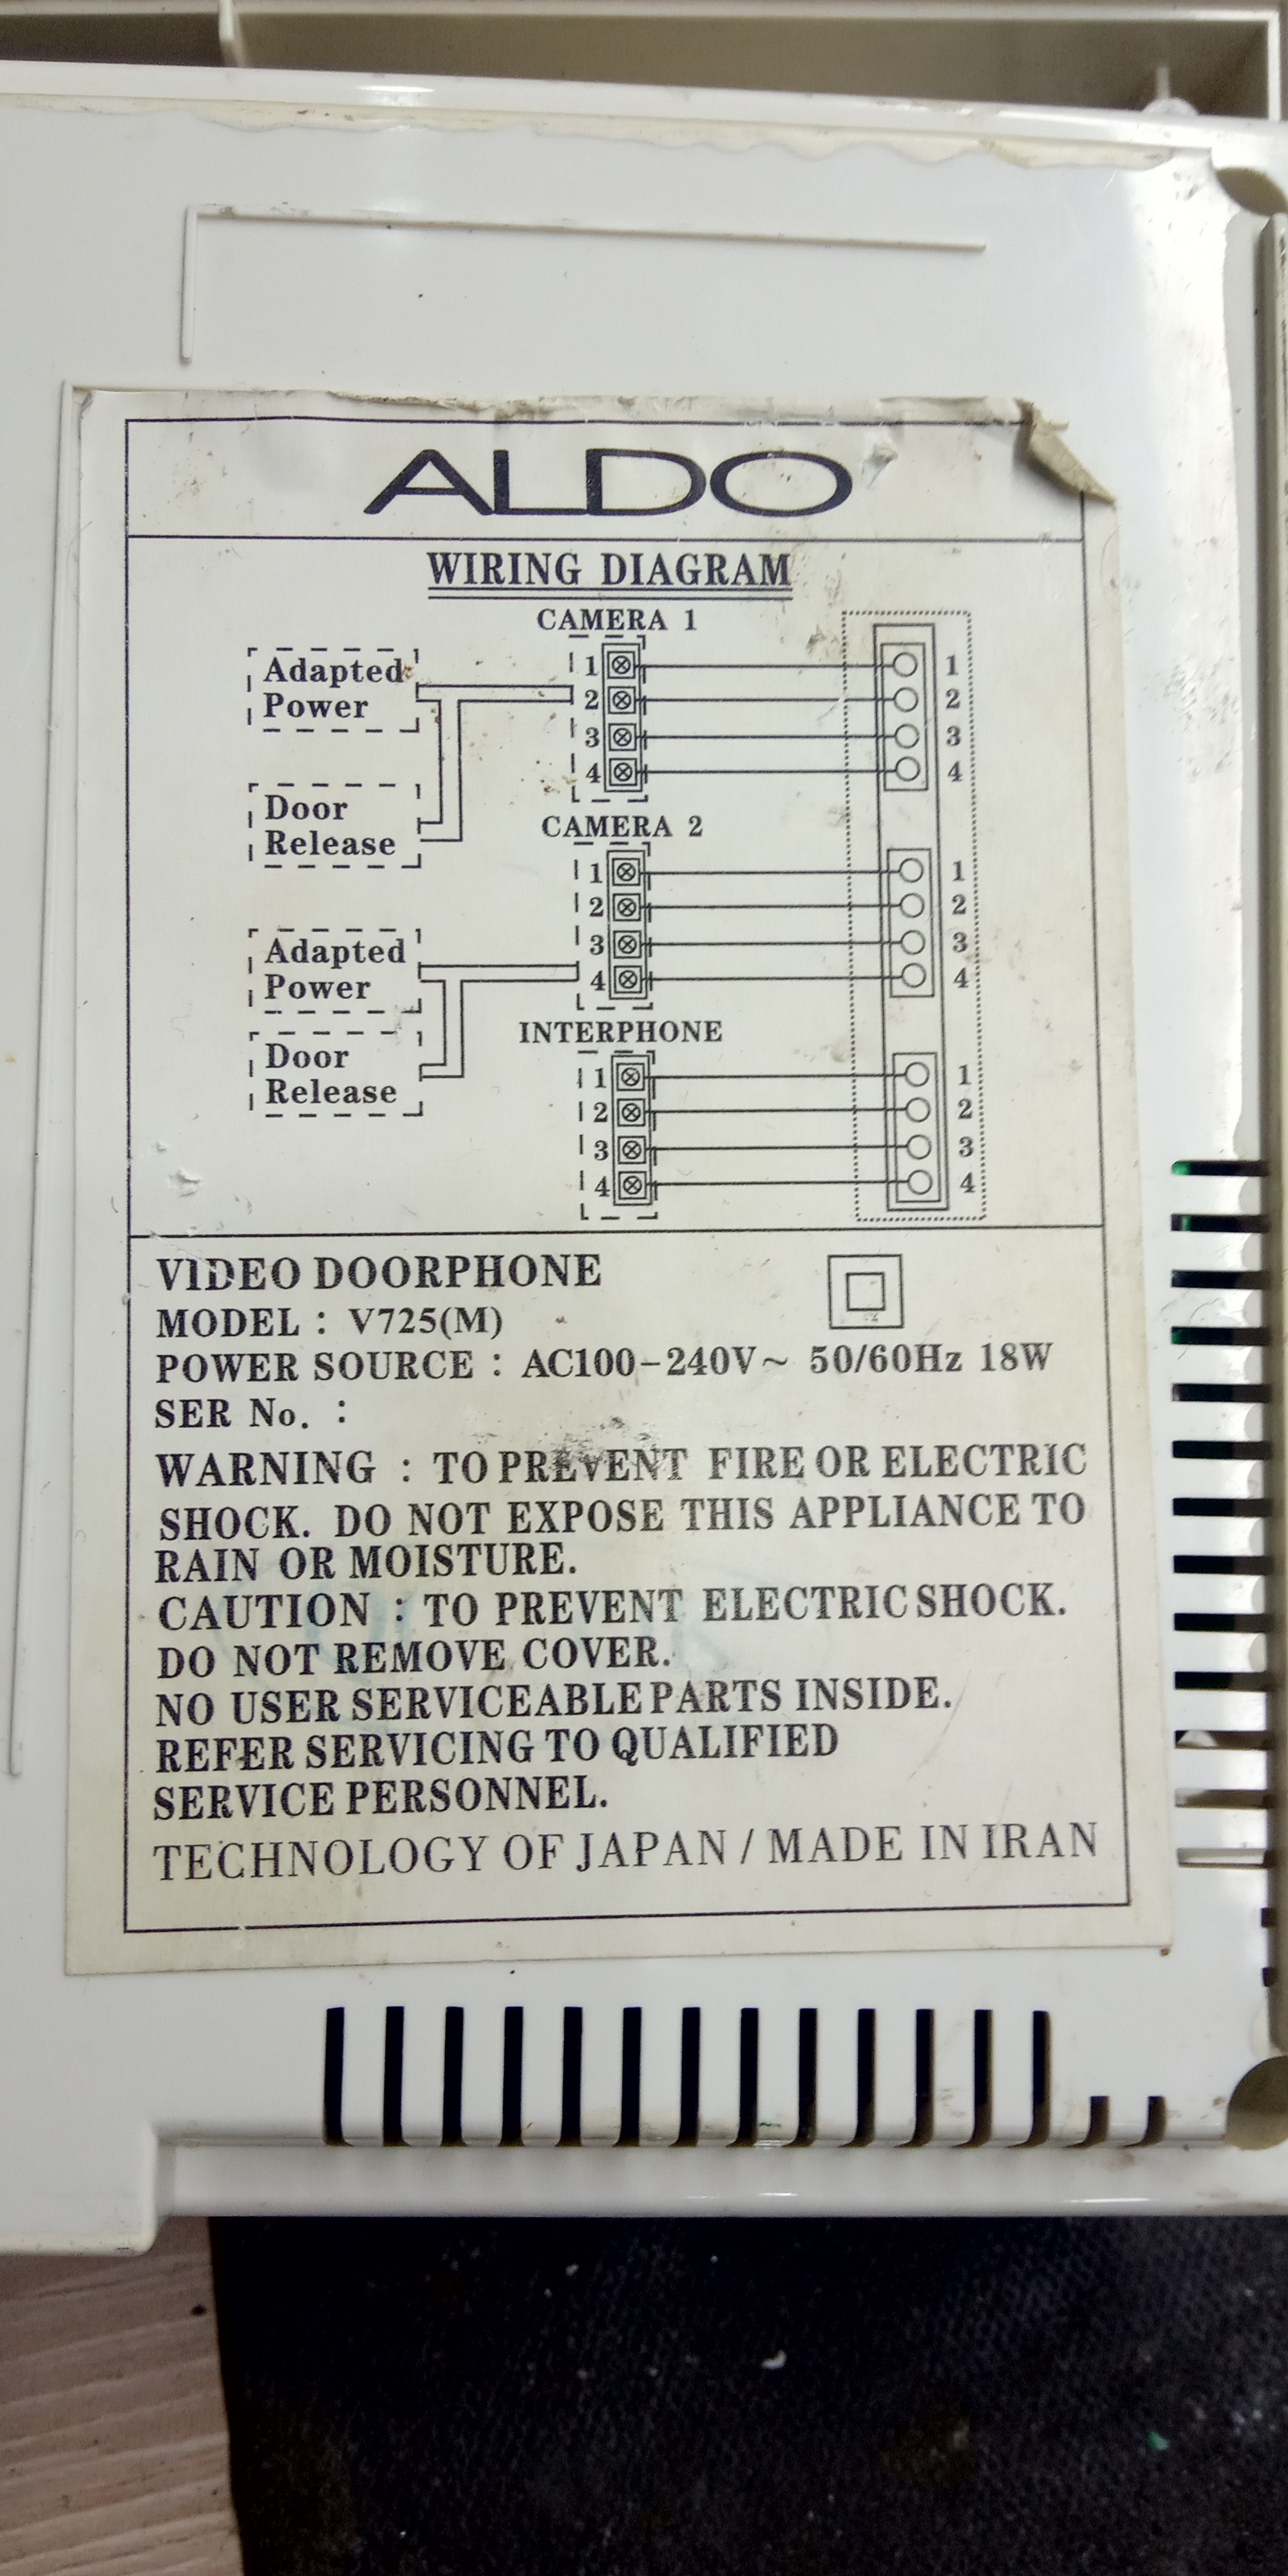 ALDO
WIRING DIAGRAM
CAMERA 1
Adapted
Power
1 1
2 2
3 3
4 4
Door
Release
CAMERA 2
1 1
2 2
3 3
4 4
Adapted
Power
Door
Release
INTERPHONE
1 1
2 2
3 3
4 4
VIDEO DOORPHONE
MODEL : V725(M)
POWER SOURCE : AC100-240V~ 50/60Hz 18W
SER No. :
WARNING : TO PREVENT FIRE OR ELECTRIC
SHOCK. DO NOT EXPOSE THIS APPLIANCE TO
RAIN OR MOISTURE.
CAUTION : TO PREVENT ELECTRIC SHOCK.
DO NOT REMOVE COVER.
NO USER SERVICEABLE PARTS INSIDE.
REFER SERVICING TO QUALIFIED
SERVICE PERSONNEL.
TECHNOLOGY OF JAPAN / MADE IN IRAN